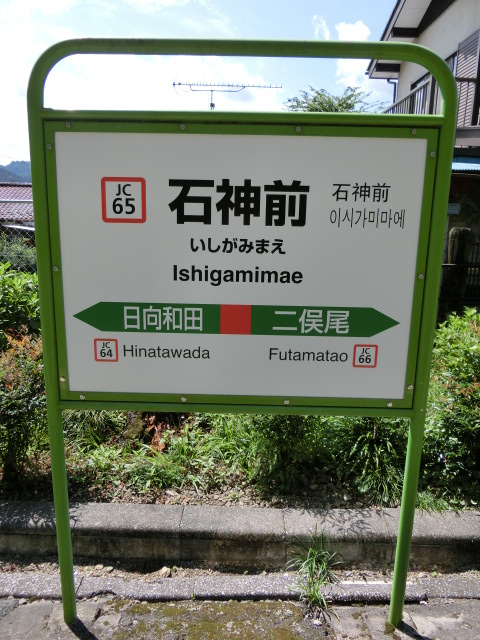 JC
65
石神前
いしがみまえ
Ishigamimae
石神前
이시가미마에
日向和田
二俣尾
JC
64
Hinatawada
Futamatao
JC
66